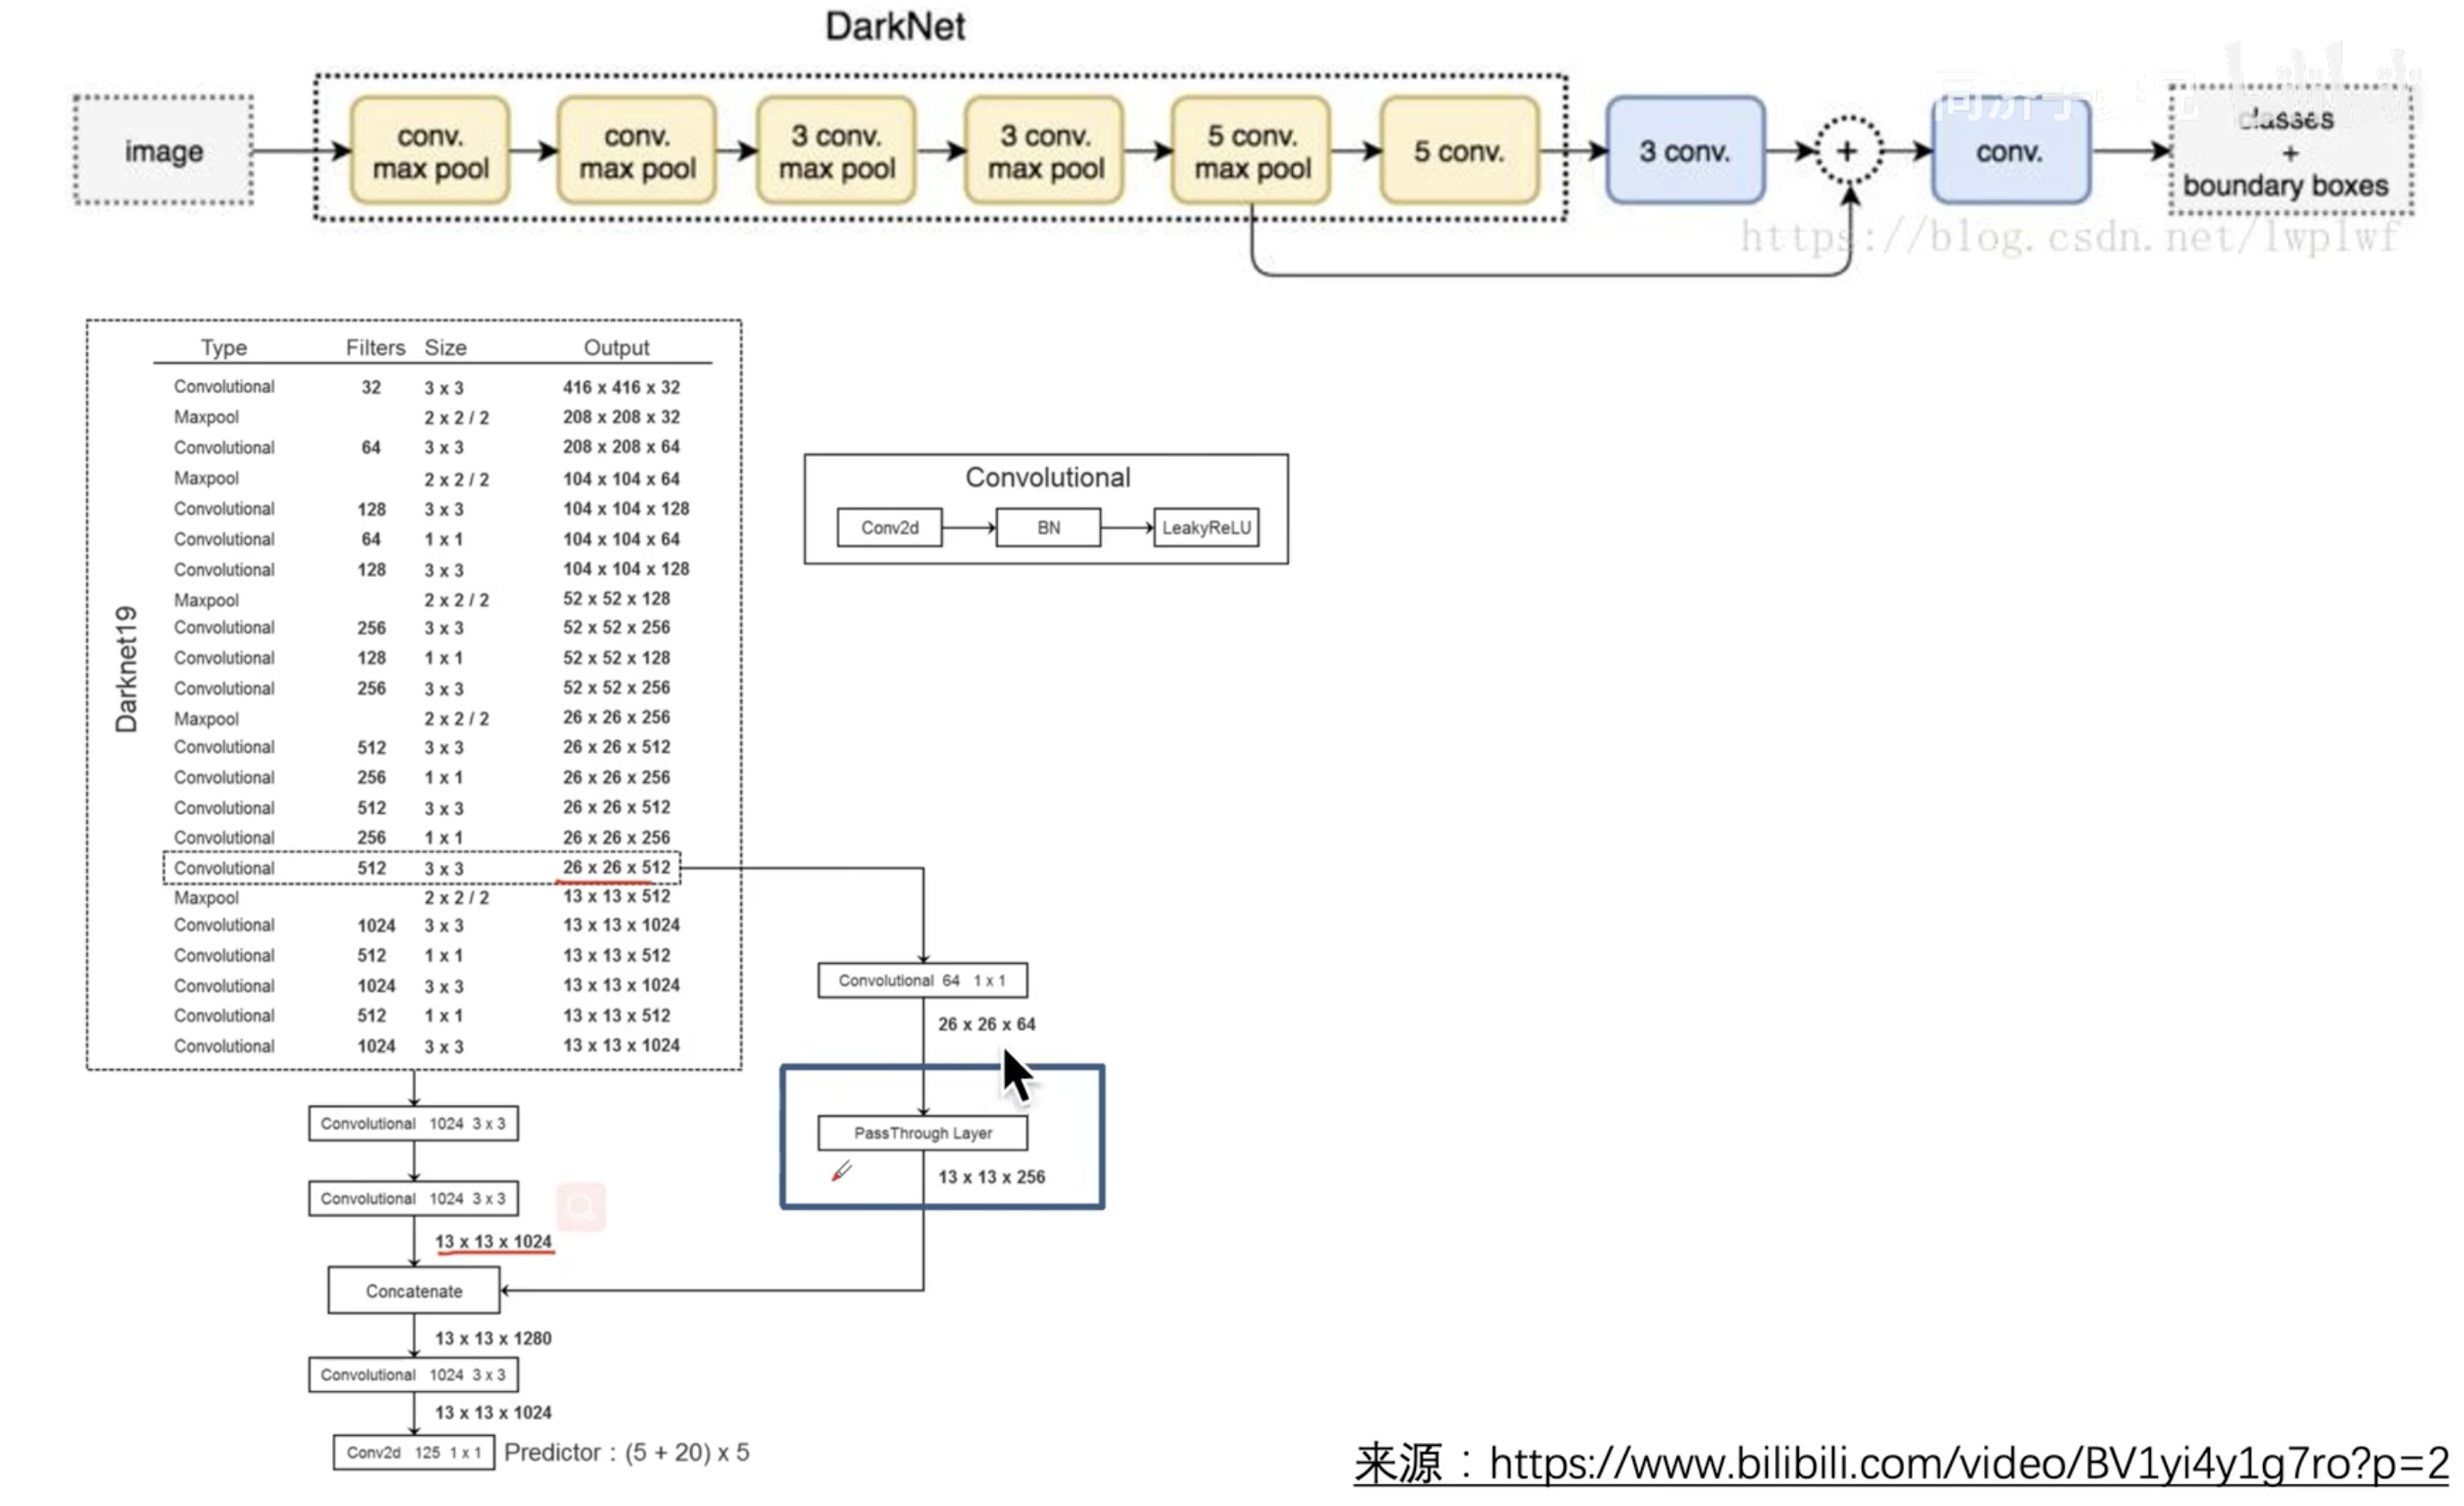 DarkNet
image
conv.
max pool
conv.
max pool
3 conv.
max pool
3 conv.
max pool
5 conv.
max pool
5 conv.
3 conv.
+
conv.
classes
+
boundary boxes
https://blog.csdn.net/lwplwf
Darknet19
Type Filters Size Output
Convolutional 32 3 x 3 416 x 416 x 32
Maxpool 2 x 2 / 2 208 x 208 x 32
Convolutional 64 3 x 3 208 x 208 x 64
Maxpool 2 x 2 / 2 104 x 104 x 64
Convolutional 128 3 x 3 104 x 104 x 128
Convolutional 64 1 x 1 104 x 104 x 64
Convolutional 128 3 x 3 104 x 104 x 128
Maxpool 2 x 2 / 2 52 x 52 x 128
Convolutional 256 3 x 3 52 x 52 x 256
Convolutional 128 1 x 1 52 x 52 x 128
Convolutional 256 3 x 3 52 x 52 x 256
Maxpool 2 x 2 / 2 26 x 26 x 256
Convolutional 512 3 x 3 26 x 26 x 512
Convolutional 256 1 x 1 26 x 26 x 256
Convolutional 512 3 x 3 26 x 26 x 512
Convolutional 256 1 x 1 26 x 26 x 256
Convolutional 512 3 x 3 26 x 26 x 512
Maxpool 2 x 2 / 2 13 x 13 x 512
Convolutional 1024 3 x 3 13 x 13 x 1024
Convolutional 512 1 x 1 13 x 13 x 512
Convolutional 1024 3 x 3 13 x 13 x 1024
Convolutional 512 1 x 1 13 x 13 x 512
Convolutional 1024 3 x 3 13 x 13 x 1024
Convolutional
Conv2d BN LeakyReLU
Convolutional 64 1 x 1
26 x 26 x 64
PassThrough Layer
13 x 13 x 256
Convolutional 1024 3 x 3
Convolutional 1024 3 x 3
13 x 13 x 1024
Concatenate
13 x 13 x 1280
Convolutional 1024 3 x 3
13 x 13 x 1024
Conv2d 125 1 x 1 Predictor : (5 + 20) x 5
来源：https://www.bilibili.com/video/BV1yi4y1g7ro?p=2